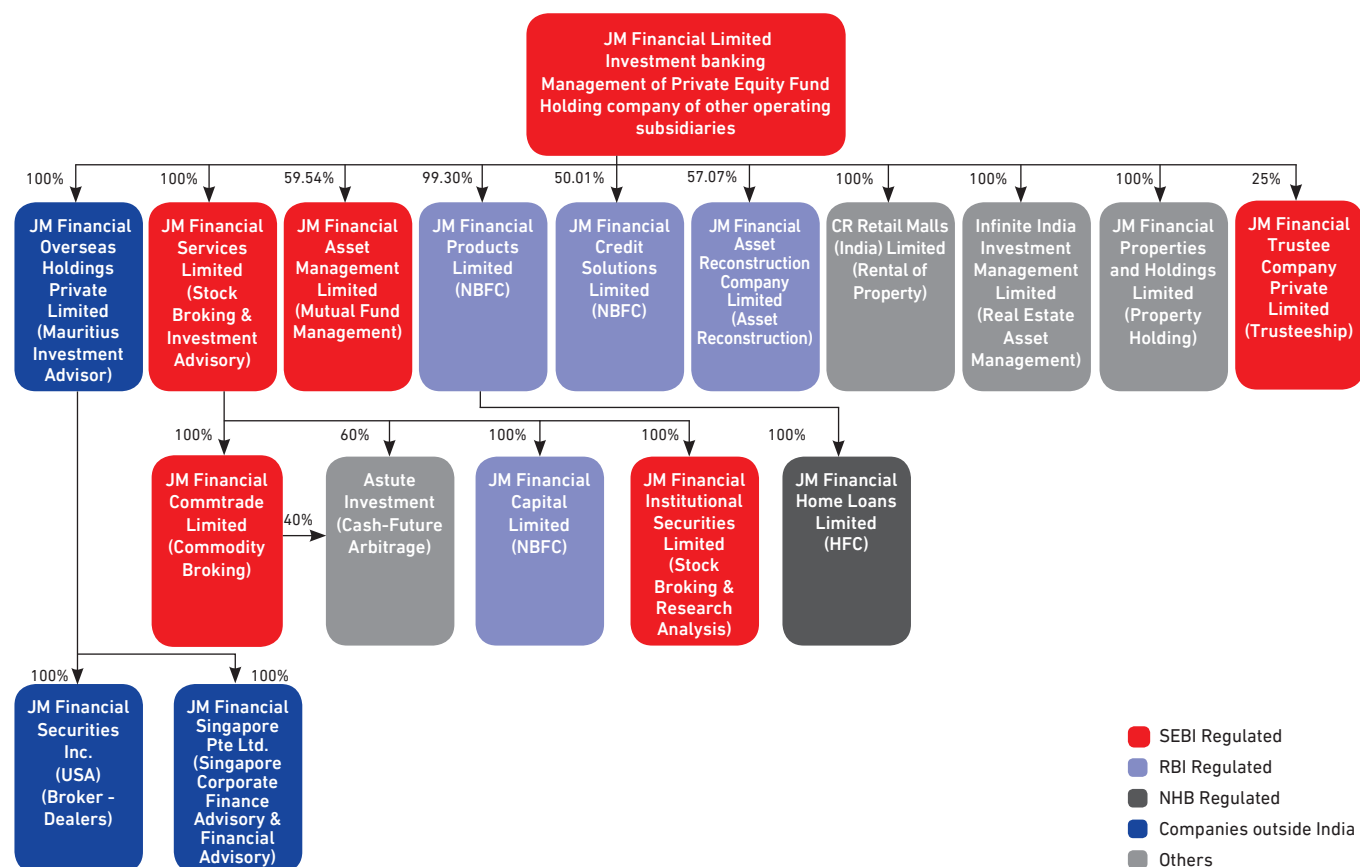 JM Financial Limited
Investment banking
Management of Private Equity Fund
Holding company of other operating
subsidiaries
100%
100%
59.54%
99.30%
50.01%
57.07%
100%
100%
100%
25%
JM Financial
Overseas
Holdings
Private
Limited
(Mauritius
Investment
Advisor)
JM Financial
Services
Limited
(Stock
Broking &
Investment
Advisory)
JM Financial
Asset
Management
Limited
(Mutual Fund
Management)
JM Financial
Products
Limited
(NBFC)
JM Financial
Credit
Solutions
Limited
(NBFC)
JM Financial
Asset
Reconstruction
Company
Limited
(Asset
Reconstruction)
CR Retail Malls
(India) Limited
(Rental of
Property)
Infinite India
Investment
Management
Limited
(Real Estate
Asset
Management)
JM Financial
Properties
and Holdings
Limited
(Property
Holding)
JM Financial
Trustee
Company
Private
Limited
(Trusteeship)
100%
60%
100%
100%
100%
JM Financial
Commtrade
Limited
(Commodity
Broking)
40%
Astute
Investment
(Cash-Future
Arbitrage)
JM Financial
Capital
Limited
(NBFC)
JM Financial
Institutional
Securities
Limited
(Stock
Broking &
Research
Analysis)
JM Financial
Home Loans
Limited
(HFC)
100%
100%
JM Financial
Securities
Inc.
(USA)
(Broker -
Dealers)
JM Financial
Singapore
Pte Ltd.
(Singapore
Corporate
Finance
Advisory &
Financial
Advisory)
SEBI Regulated
RBI Regulated
NHB Regulated
Companies outside India
Others